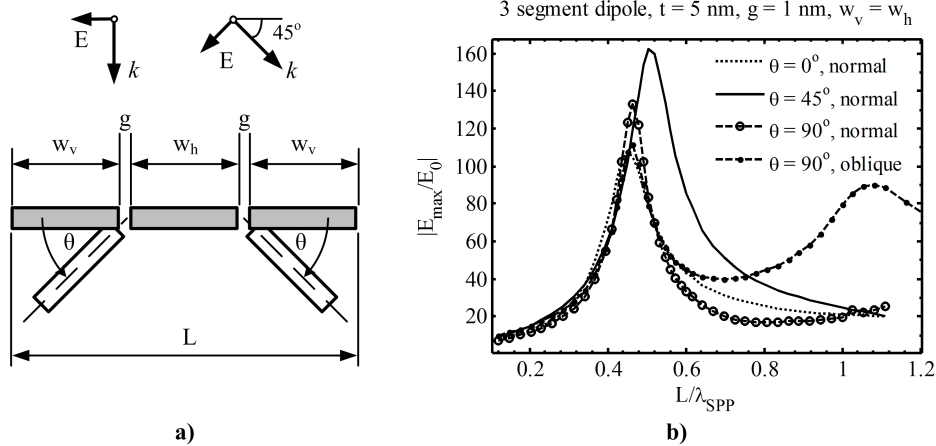 3 segment dipole, t = 5 nm, g = 1 nm, w_v = w_h
E
k
E
45°
k
g
g
w_v
w_h
w_v
θ
θ
L
a)
160
140
120
100
80
60
40
20
|E_max/E_0|
θ = 0°, normal
θ = 45°, normal
θ = 90°, normal
θ = 90°, oblique
0.2
0.4
0.6
0.8
1
1.2
L/λ_SPP
b)